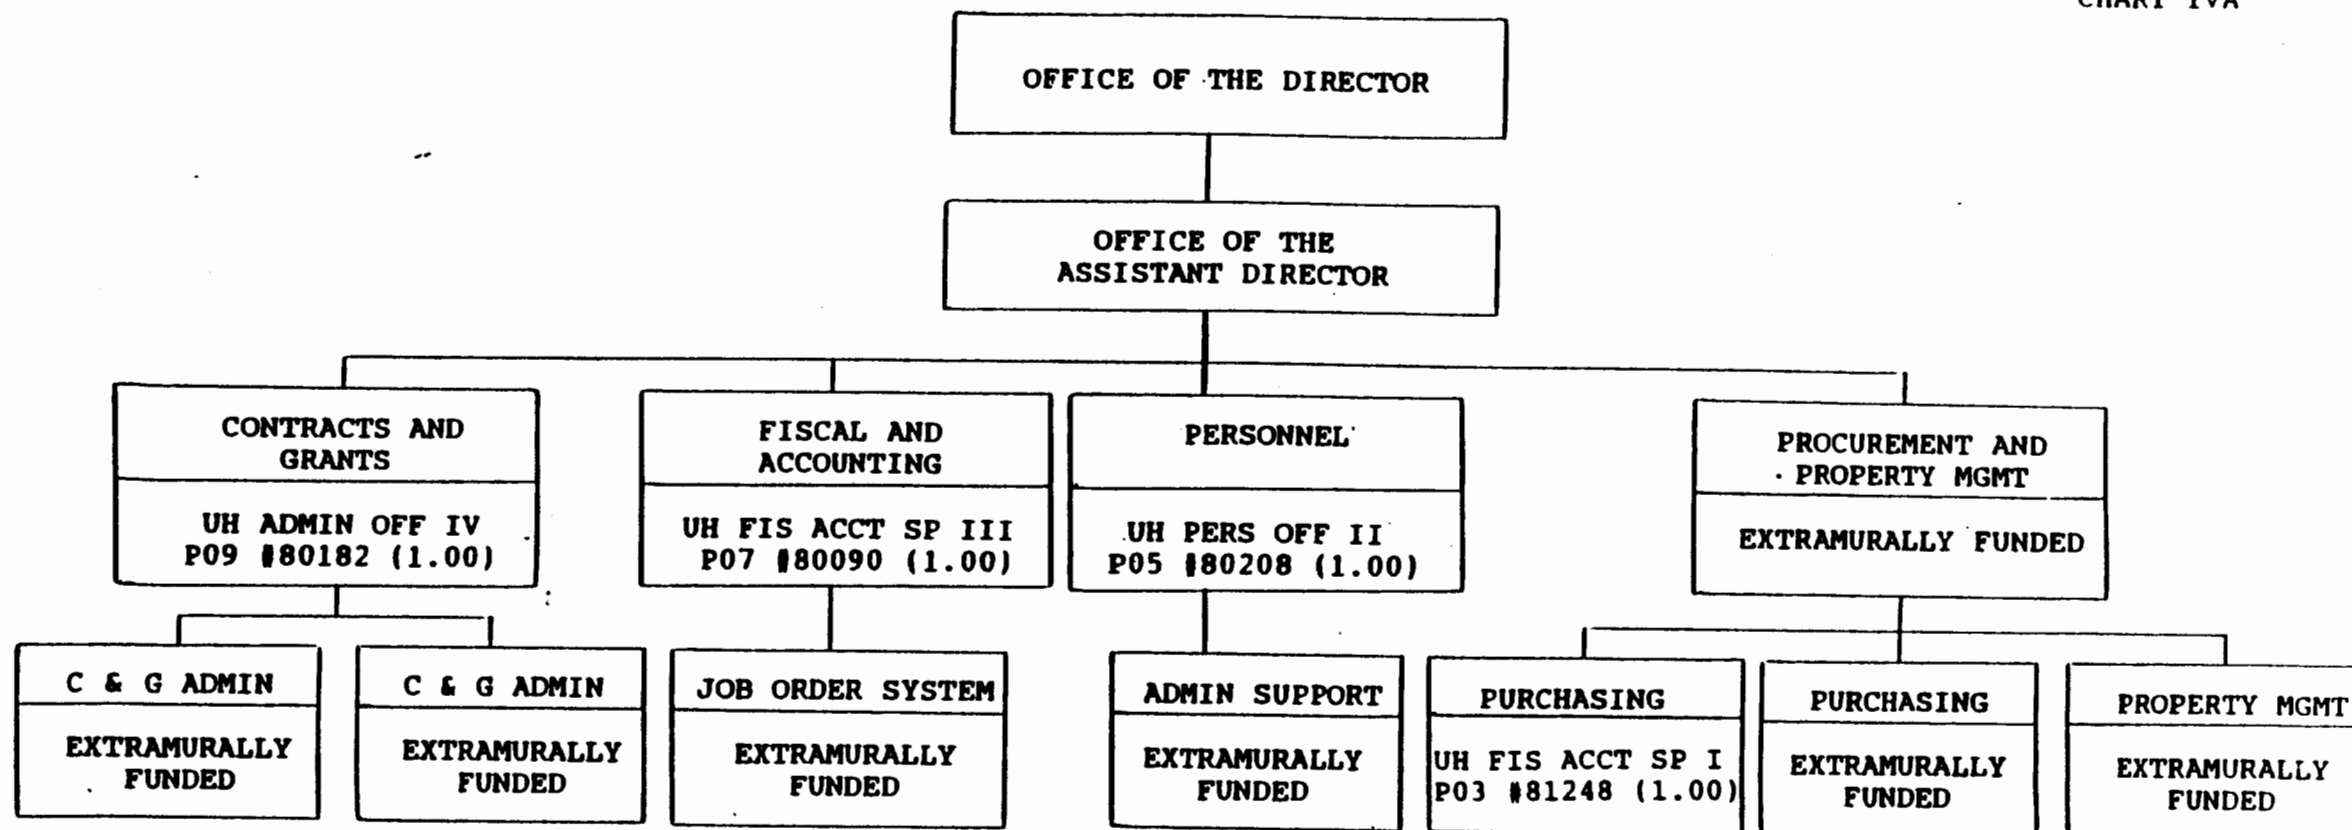 CHART IVA
OFFICE OF THE DIRECTOR
OFFICE OF THE
ASSISTANT DIRECTOR
CONTRACTS AND
GRANTS
UH ADMIN OFF IV
P09 #80182 (1.00)
FISCAL AND
ACCOUNTING
UH FIS ACCT SP III
P07 #80090 (1.00)
PERSONNEL
UH PERS OFF II
P05 #80208 (1.00)
PROCUREMENT AND
PROPERTY MGMT
EXTRAMURALLY FUNDED
C & G ADMIN
EXTRAMURALLY
FUNDED
C & G ADMIN
EXTRAMURALLY
FUNDED
JOB ORDER SYSTEM
EXTRAMURALLY
FUNDED
ADMIN SUPPORT
EXTRAMURALLY
FUNDED
PURCHASING
UH FIS ACCT SP I
P03 #81248 (1.00)
PURCHASING
EXTRAMURALLY
FUNDED
PROPERTY MGMT
EXTRAMURALLY
FUNDED